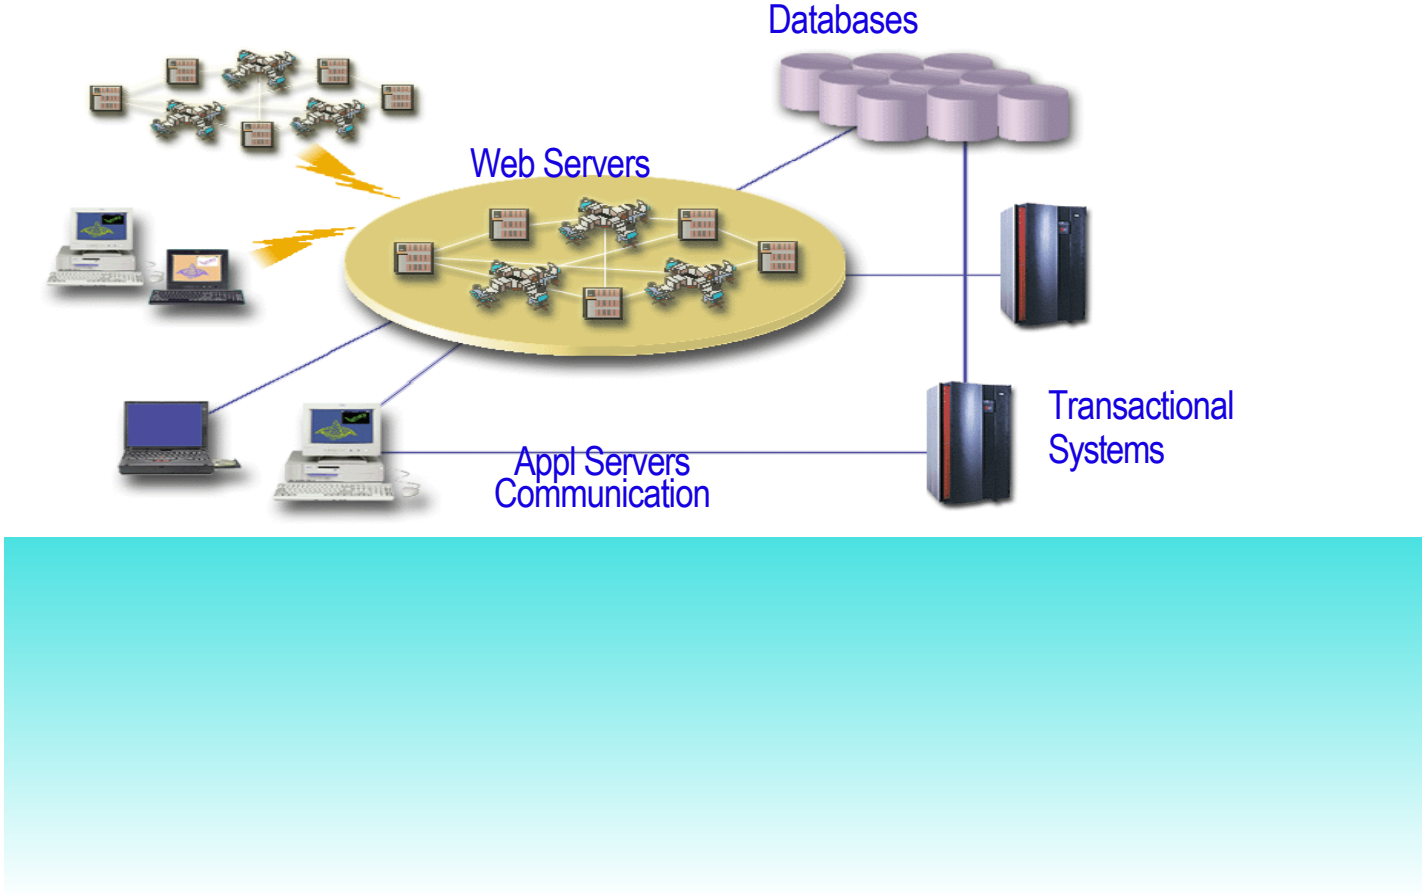 Databases
Web Servers
Transactional
Systems
Appl Servers
Communication